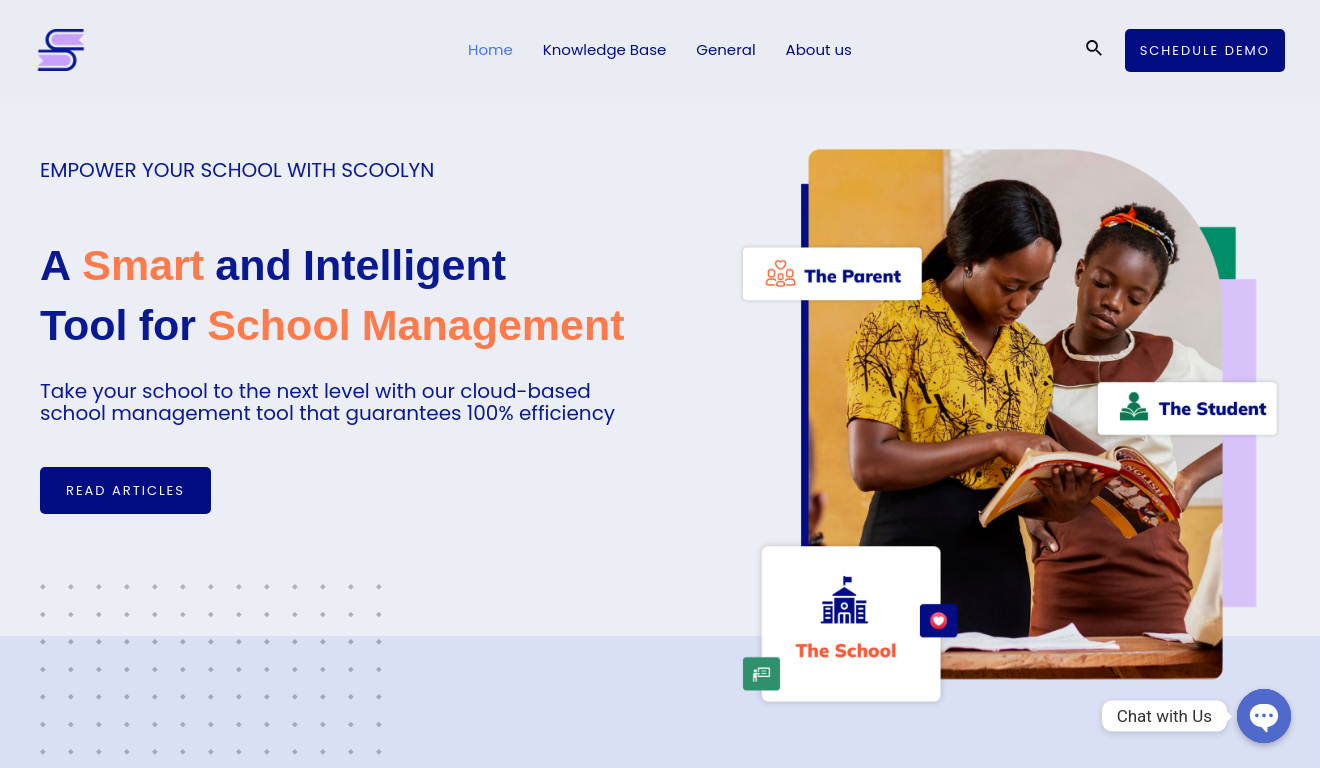 Home
Knowledge Base
General
About us
SCHEDULE DEMO
EMPOWER YOUR SCHOOL WITH SCOOLYN
A Smart and Intelligent
Tool for School Management
Take your school to the next level with our cloud-based
school management tool that guarantees 100% efficiency
READ ARTICLES
The Parent
The Student
ENGLISH
The School
Chat with Us